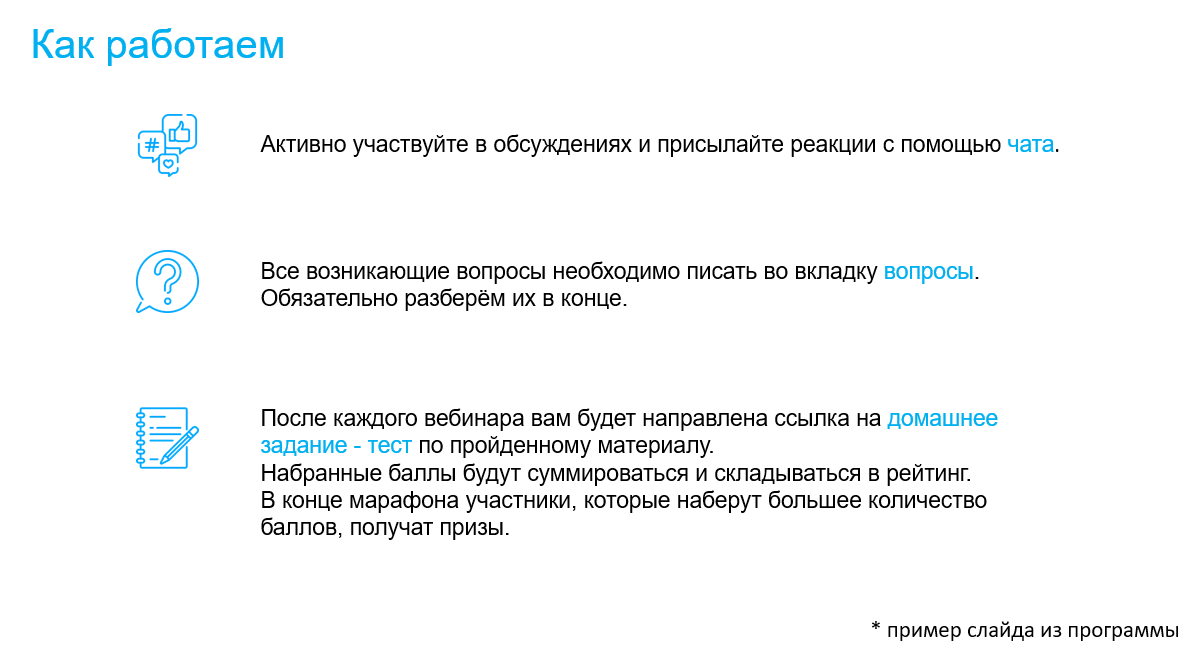 Как работаем
#
Активно участвуйте в обсуждениях и присылайте реакции с помощью чата.
?
Все возникающие вопросы необходимо писать во вкладку вопросы.
Обязательно разберём их в конце.
После каждого вебинара вам будет направлена ссылка на домашнее
задание - тест по пройденному материалу.
Набранные баллы будут суммироваться и складываться в рейтинг.
В конце марафона участники, которые наберут большее количество
баллов, получат призы.
* пример слайда из программы